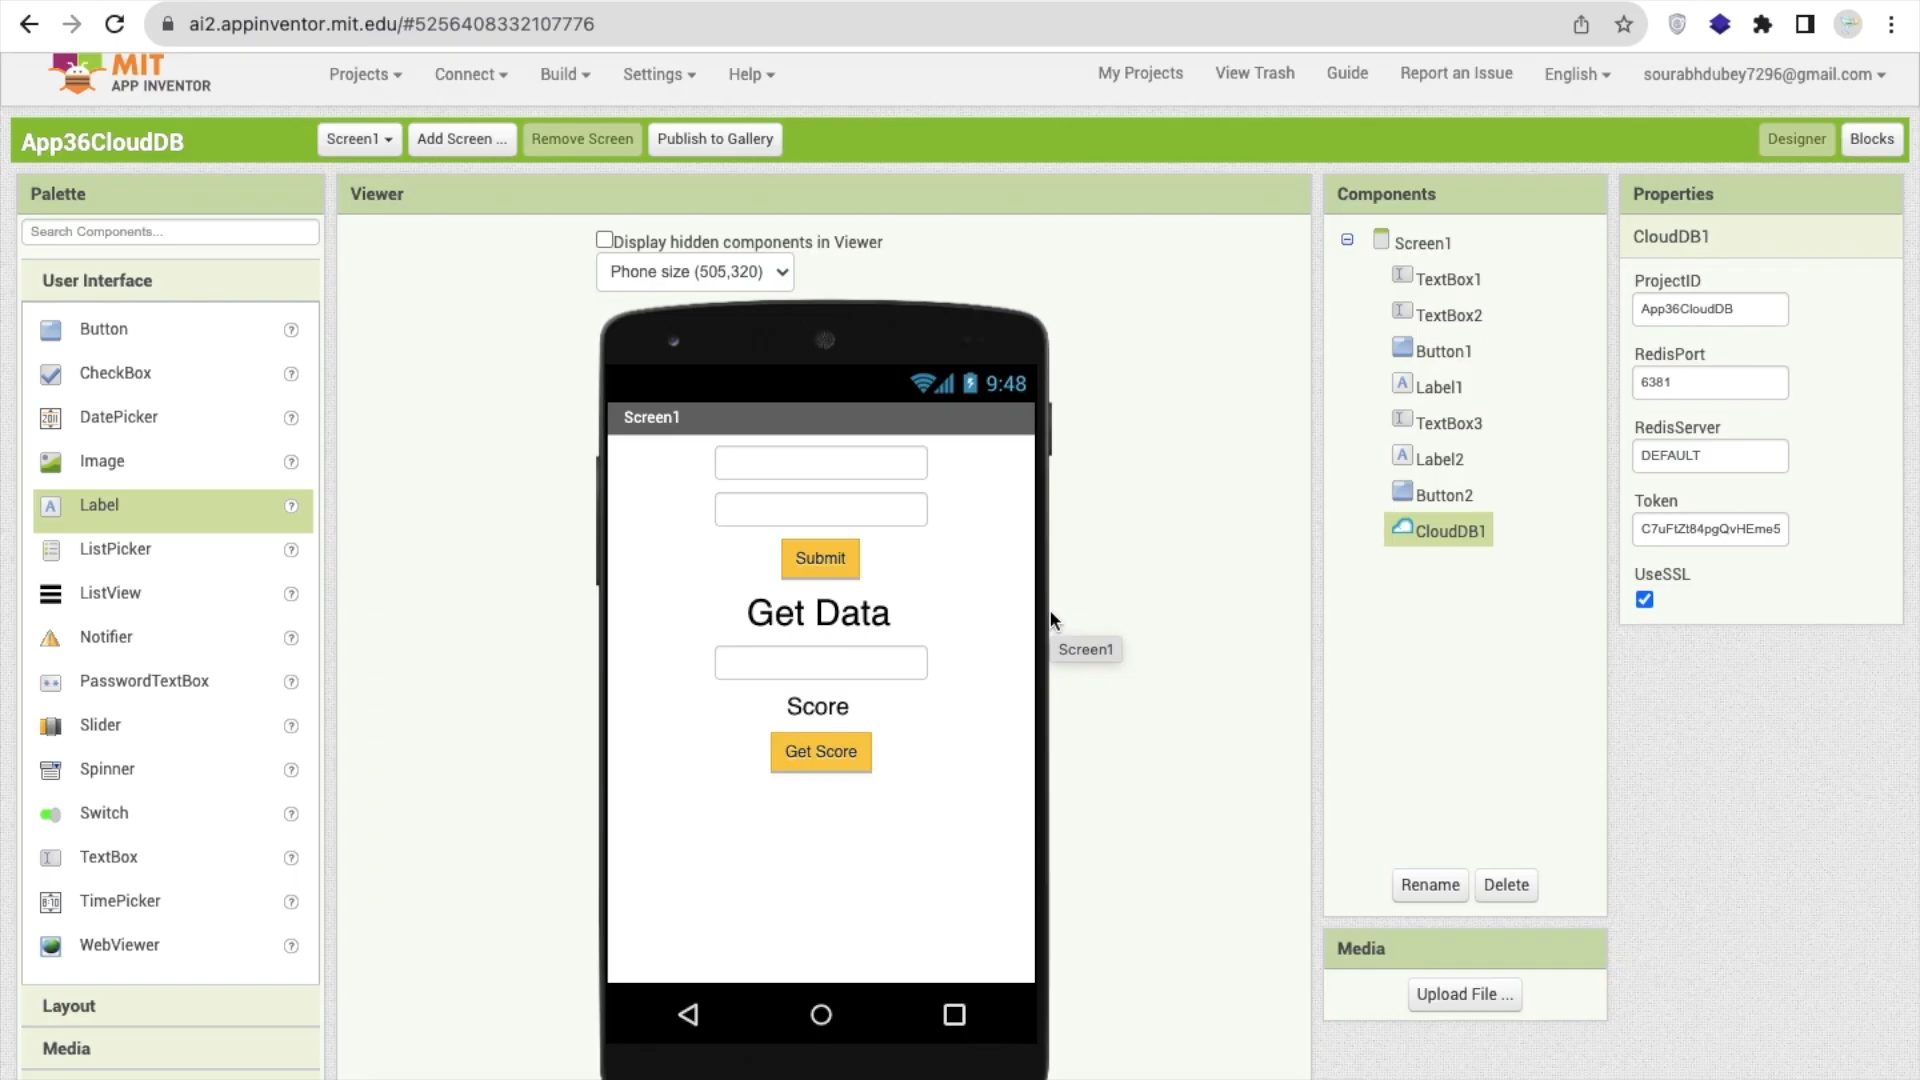 ai2.appinventor.mit.edu/#5256408332107776
MIT
APP INVENTOR
Projects
Connect
Build
Settings
Help
My Projects
View Trash
Guide
Report an Issue
English
sourabhdubey7296@gmail.com
App36CloudDB
Screen1
Add Screen ...
Remove Screen
Publish to Gallery
Designer
Blocks
Palette
Search Components...
User Interface
Button ?
CheckBox ?
DatePicker ?
Image ?
Label ?
ListPicker ?
ListView ?
Notifier ?
PasswordTextBox ?
Slider ?
Spinner ?
Switch ?
TextBox ?
TimePicker ?
WebViewer ?
Layout
Media
Viewer
Display hidden components in Viewer
Phone size (505,320)
9:48
Screen1
Submit
Get Data
Score
Get Score
Screen1
Components
Screen1
TextBox1
TextBox2
Button1
Label1
TextBox3
Label2
Button2
CloudDB1
Rename
Delete
Media
Upload File ...
Properties
CloudDB1
ProjectID
App36CloudDB
RedisPort
6381
RedisServer
DEFAULT
Token
C7uFtZt84pgQvHEme5
UseSSL